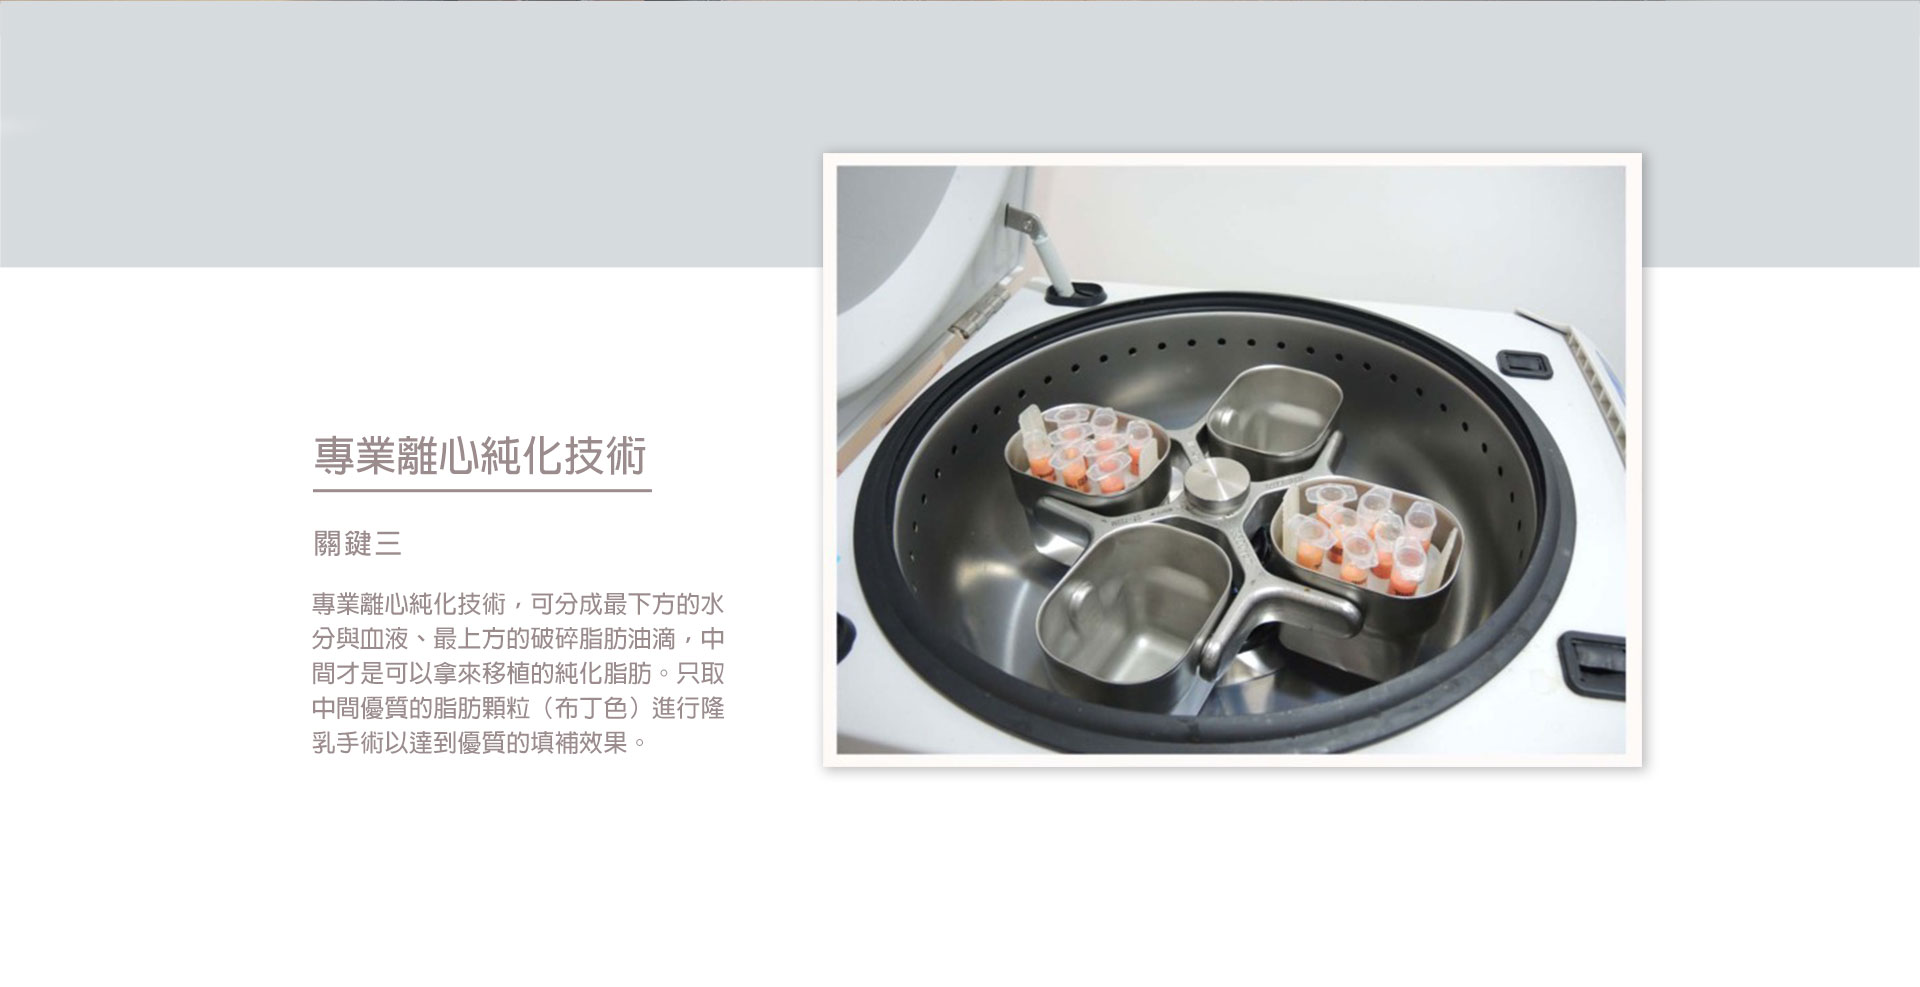 專業離心純化技術
關鍵三
專業離心純化技術，可分成最下方的水
分與血液、最上方的破碎脂肪油滴，中
間才是可以拿來移植的純化脂肪。只取
中間優質的脂肪顆粒（布丁色）進行隆
乳手術以達到優質的填補效果。